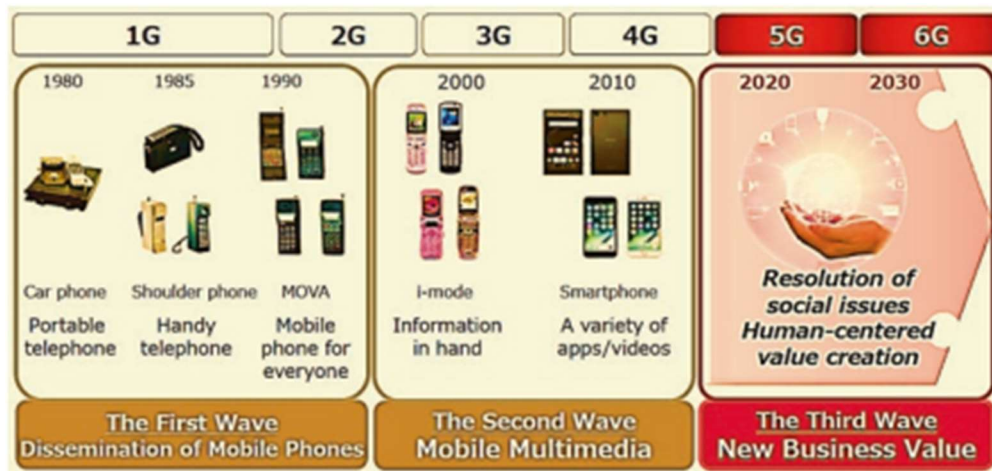 1G 2G 3G 4G 5G 6G
1980 1985 1990 2000 2010 2020 2030
Car phone Shoulder phone MOVA i-mode Smartphone
Portable
telephone
Handy
telephone
Mobile
phone for
everyone
Information
in hand
A variety of
apps/videos
Resolution of
social issues
Human-centered
value creation
The First Wave
Dissemination of Mobile Phones
The Second Wave
Mobile Multimedia
The Third Wave
New Business Value